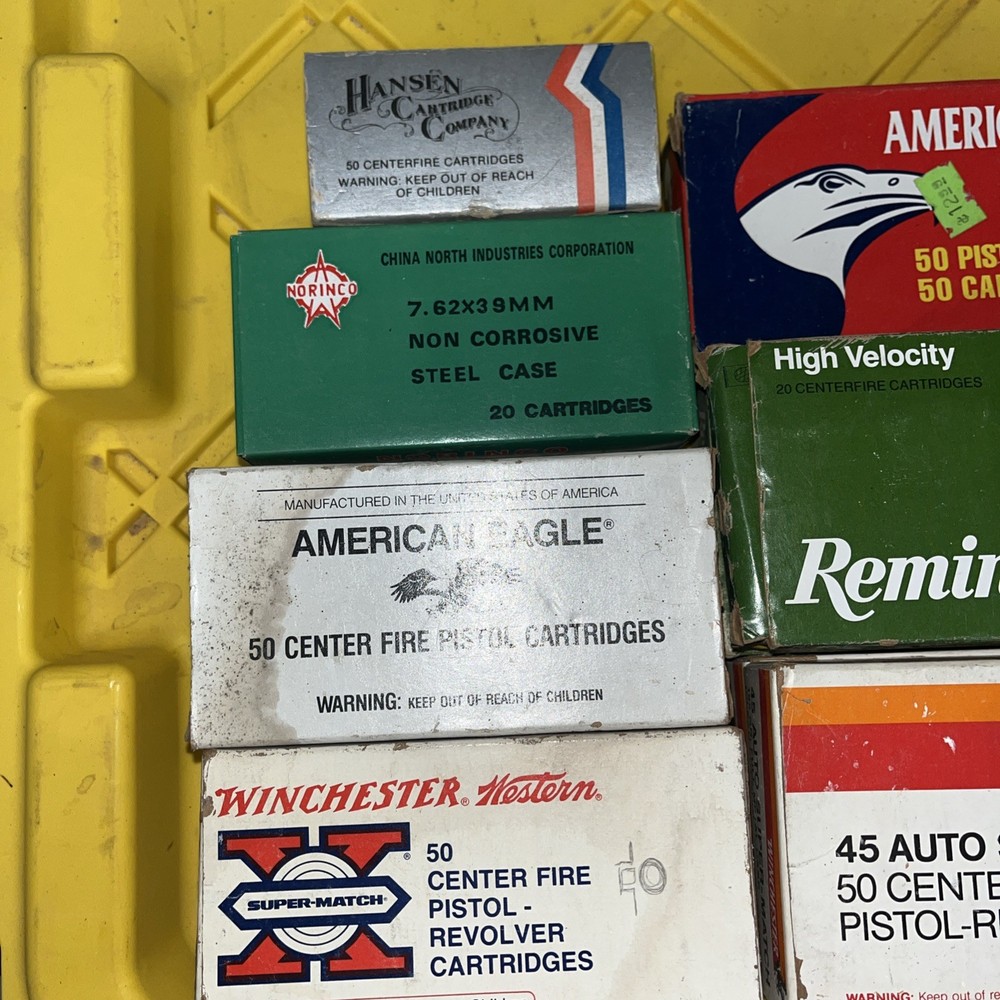 HANSEN
CARTRIDGE
COMPANY
50 CENTERFIRE CARTRIDGES
WARNING: KEEP OUT OF REACH
OF CHILDREN
NORINCO
CHINA NORTH INDUSTRIES CORPORATION
7.62X39MM
NON CORROSIVE
STEEL CASE
20 CARTRIDGES
MANUFACTURED IN THE UNITED STATES OF AMERICA
AMERICAN EAGLE®
50 CENTER FIRE PISTOL CARTRIDGES
WARNING: KEEP OUT OF REACH OF CHILDREN
WINCHESTER® Western®
SUPER-MATCH®
50
CENTER FIRE
PISTOL -
REVOLVER
CARTRIDGES
AMERIC
50 PIS
50 CAR
High Velocity
20 CENTERFIRE CARTRIDGES
Remin
45 AUTO
50 CENTE
PISTOL-R
WARNING: Keep out of re